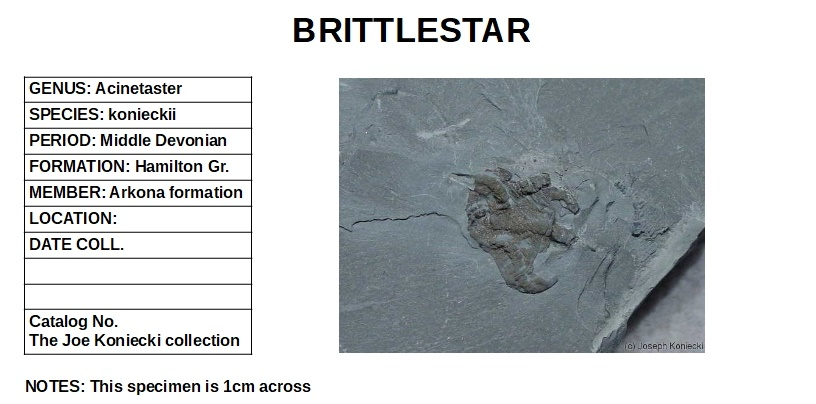 BRITTLESTAR
GENUS: Acinetaster
SPECIES: konieckii
PERIOD: Middle Devonian
FORMATION: Hamilton Gr.
MEMBER: Arkona formation
LOCATION:
DATE COLL.
Catalog No.
The Joe Koniecki collection
(c) Joseph Koniecki
NOTES: This specimen is 1cm across